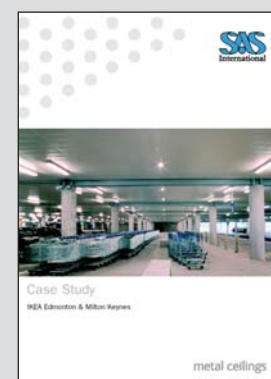 SAS
International
Case Study
IKEA Edmonton & Milton Keynes
metal ceilings